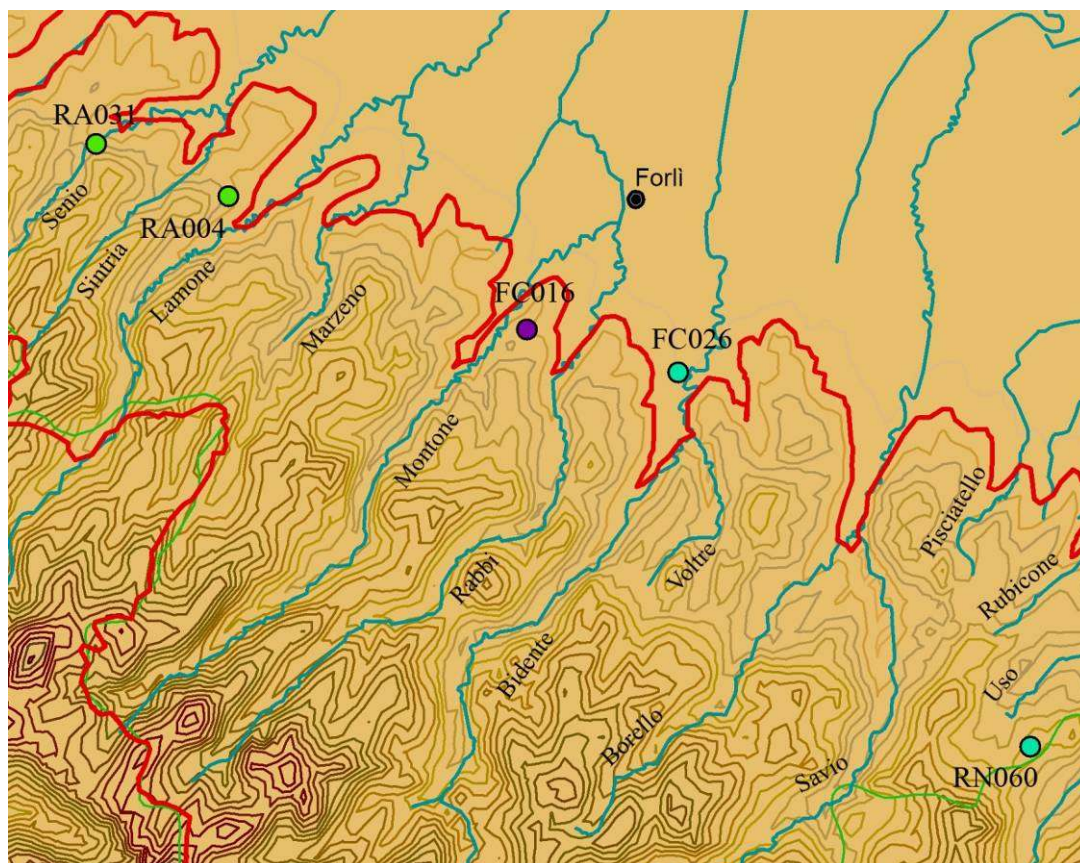 RA031
Forlì
Senio
RA004
Sintria
Lamone
Marzeno
FC016
FC026
Montone
Pisciatello
Rabbi
Voltre
Rubicone
Bidente
Uso
Borello
Savio
RN060